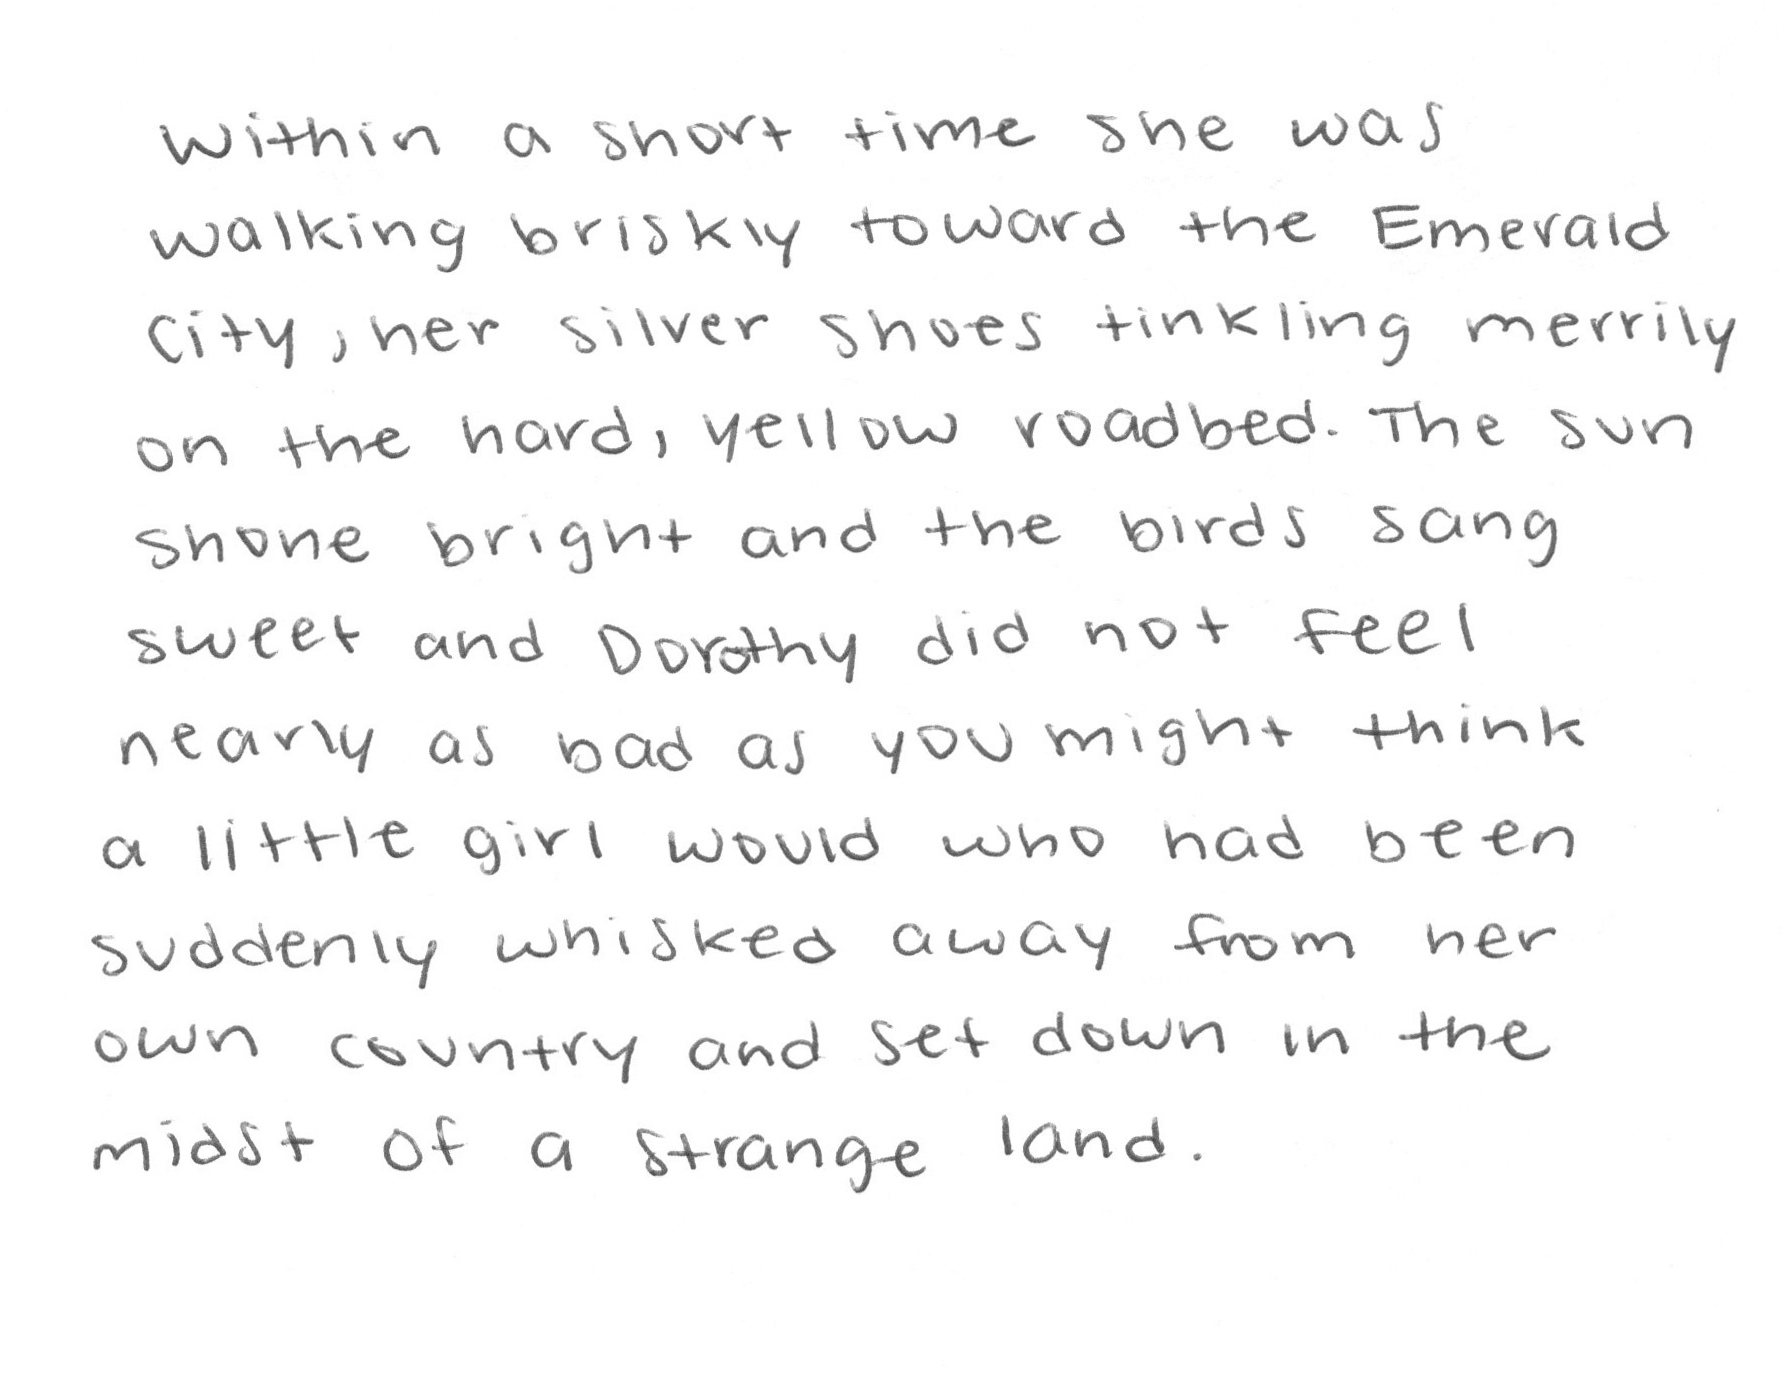 Within a short time she was
walking briskly toward the Emerald
City, her silver shoes tinkling merrily
on the hard, yellow roadbed. The sun
shone bright and the birds sang
sweet and Dorothy did not feel
nearly as bad as you might think
a little girl would who had been
suddenly whisked away from her
own country and set down in the
midst of a strange land.